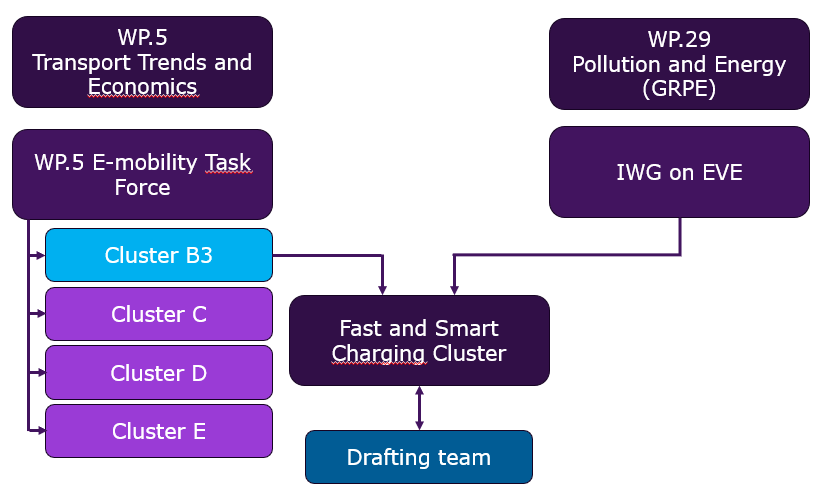 WP.5
Transport Trends and
Economics
WP.29
Pollution and Energy
(GRPE)
WP.5 E-mobility Task
Force
IWG on EVE
Cluster B3
Cluster C
Cluster D
Cluster E
Fast and Smart
Charging Cluster
Drafting team